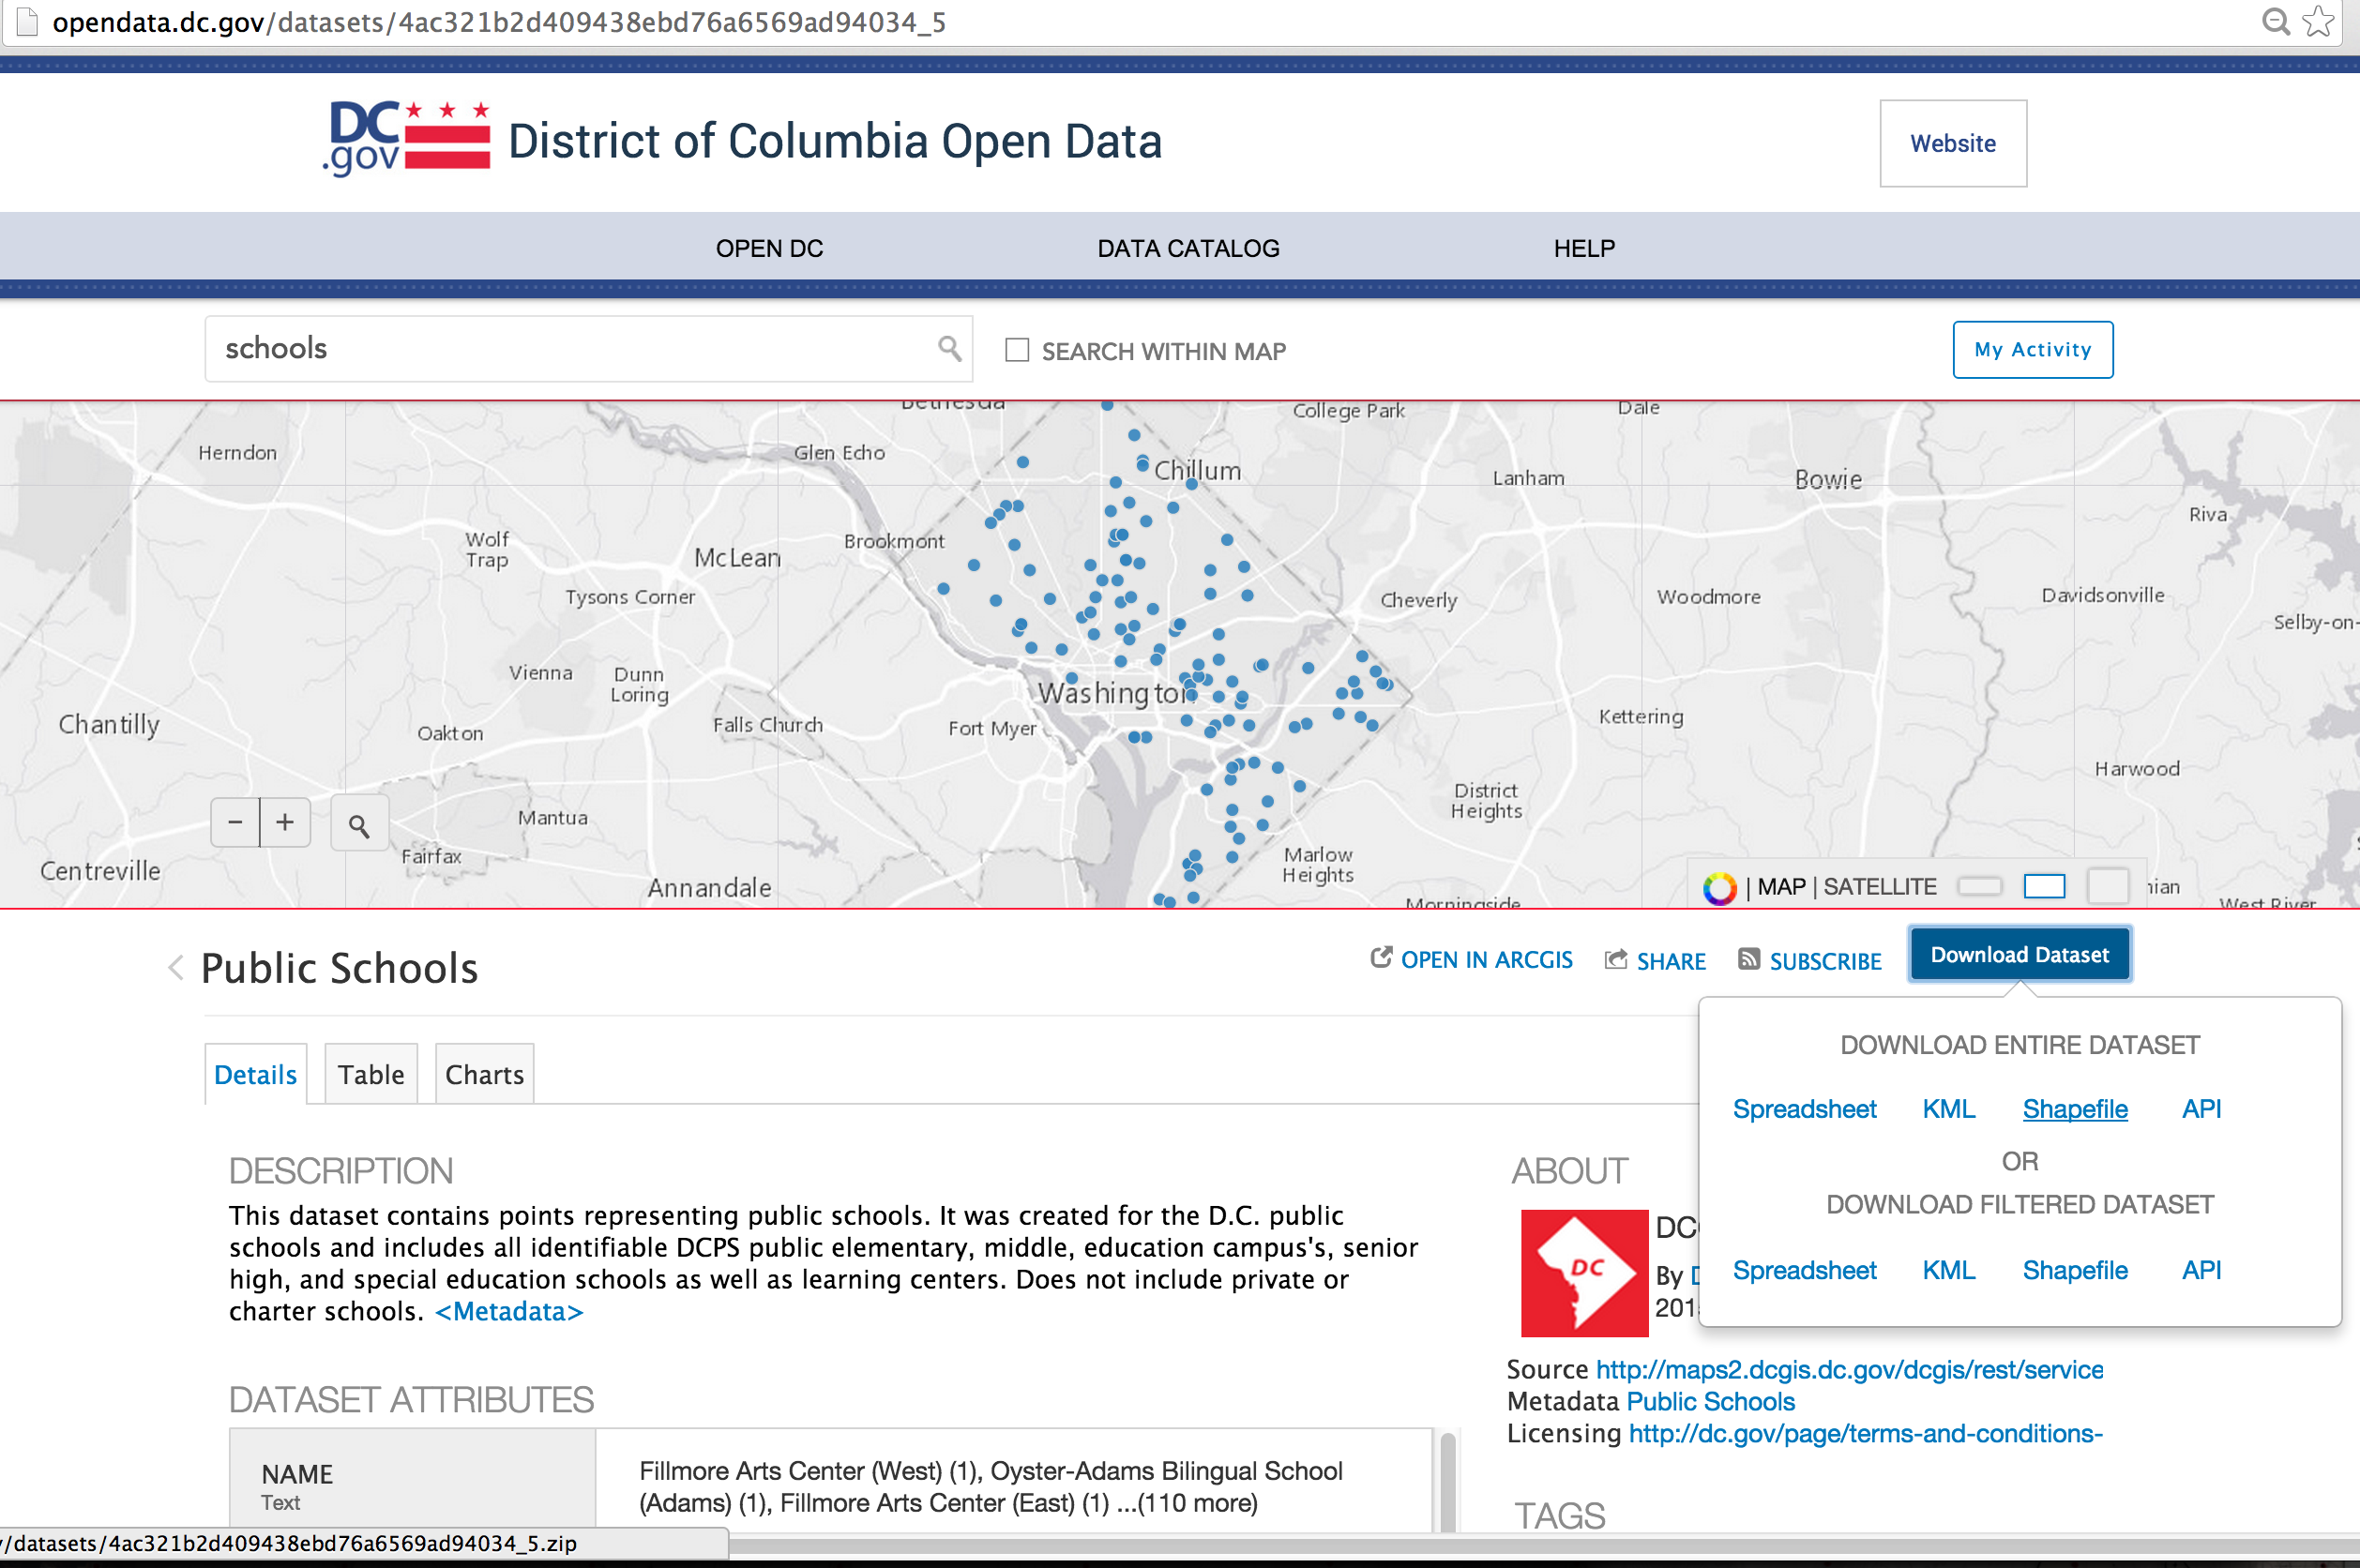 opendata.dc.gov/datasets/4ac321b2d409438ebd76a6569ad94034_5
DC
.gov
District of Columbia Open Data
Website
OPEN DC
DATA CATALOG
HELP
schools
SEARCH WITHIN MAP
My Activity
Bethesda
College Park
Dale
Herndon
Glen Echo
Chillum
Lanham
Bowie
Riva
Wolf
Trap
McLean
Brookmont
Tysons Corner
Cheverly
Woodmore
Davidsonville
Selby-on-
Vienna
Dunn
Loring
Washington
Chantilly
Oakton
Falls Church
Fort Myer
Kettering
Harwood
District
Heights
− +
Mantua
Centreville
Fairfax
Annandale
Marlow
Heights
| MAP | SATELLITE
nian
Morningside
West River
Public Schools
OPEN IN ARCGIS
SHARE
SUBSCRIBE
Download Dataset
DOWNLOAD ENTIRE DATASET
Spreadsheet KML Shapefile API
OR
DOWNLOAD FILTERED DATASET
Spreadsheet KML Shapefile API
Details
Table
Charts
DESCRIPTION
This dataset contains points representing public schools. It was created for the D.C. public
schools and includes all identifiable DCPS public elementary, middle, education campus's, senior
high, and special education schools as well as learning centers. Does not include private or
charter schools. <Metadata>
DATASET ATTRIBUTES
NAME
Text
Fillmore Arts Center (West) (1), Oyster-Adams Bilingual School
(Adams) (1), Fillmore Arts Center (East) (1) ...(110 more)
ABOUT
DC
DC
By
201
Source http://maps2.dcgis.dc.gov/dcgis/rest/service
Metadata Public Schools
Licensing http://dc.gov/page/terms-and-conditions-
TAGS
/datasets/4ac321b2d409438ebd76a6569ad94034_5.zip